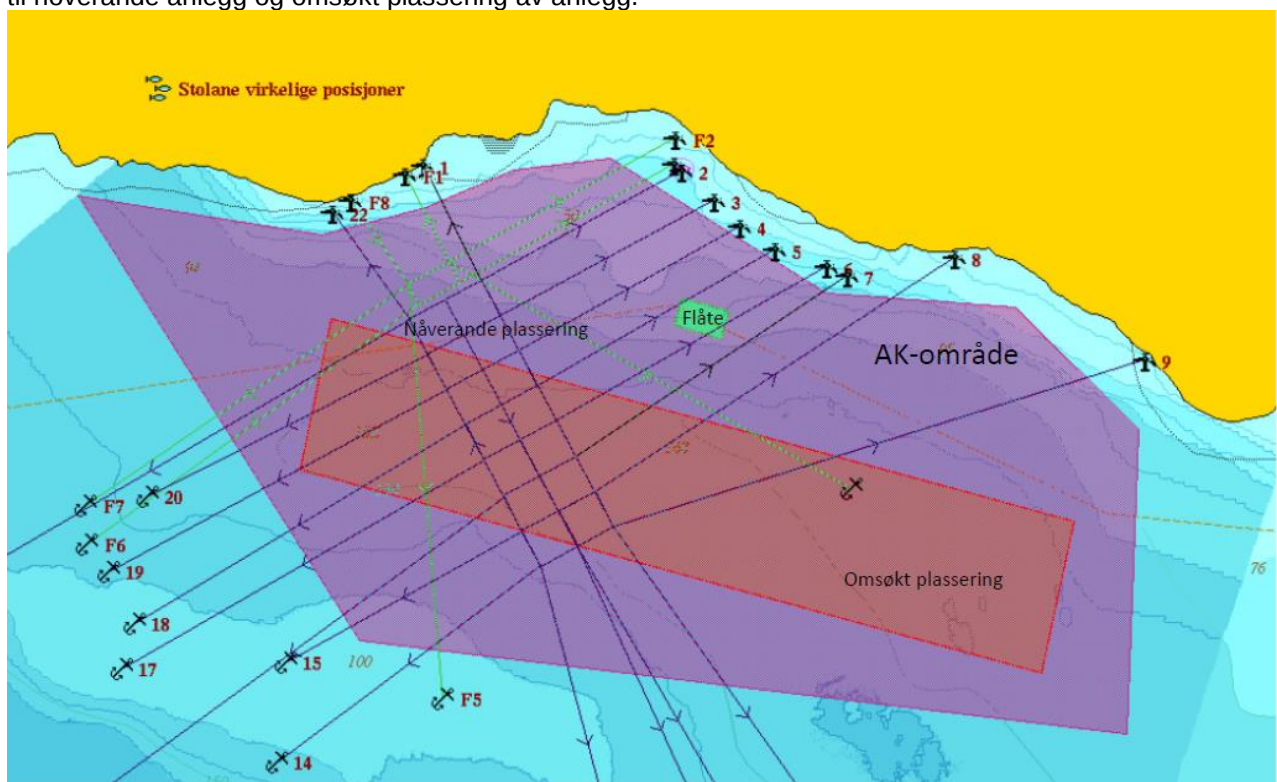 til noverande anlegg og omsøkt plassering av anlegg.
Stolane virkelige posisjoner
F2
1
F1
2
F8
3
22
4
5
6
7
8
Flåte
Nåverande plassering
AK-område
9
20
F7
F6
19
Omsøkt plassering
76
18
17
15
100
F5
14